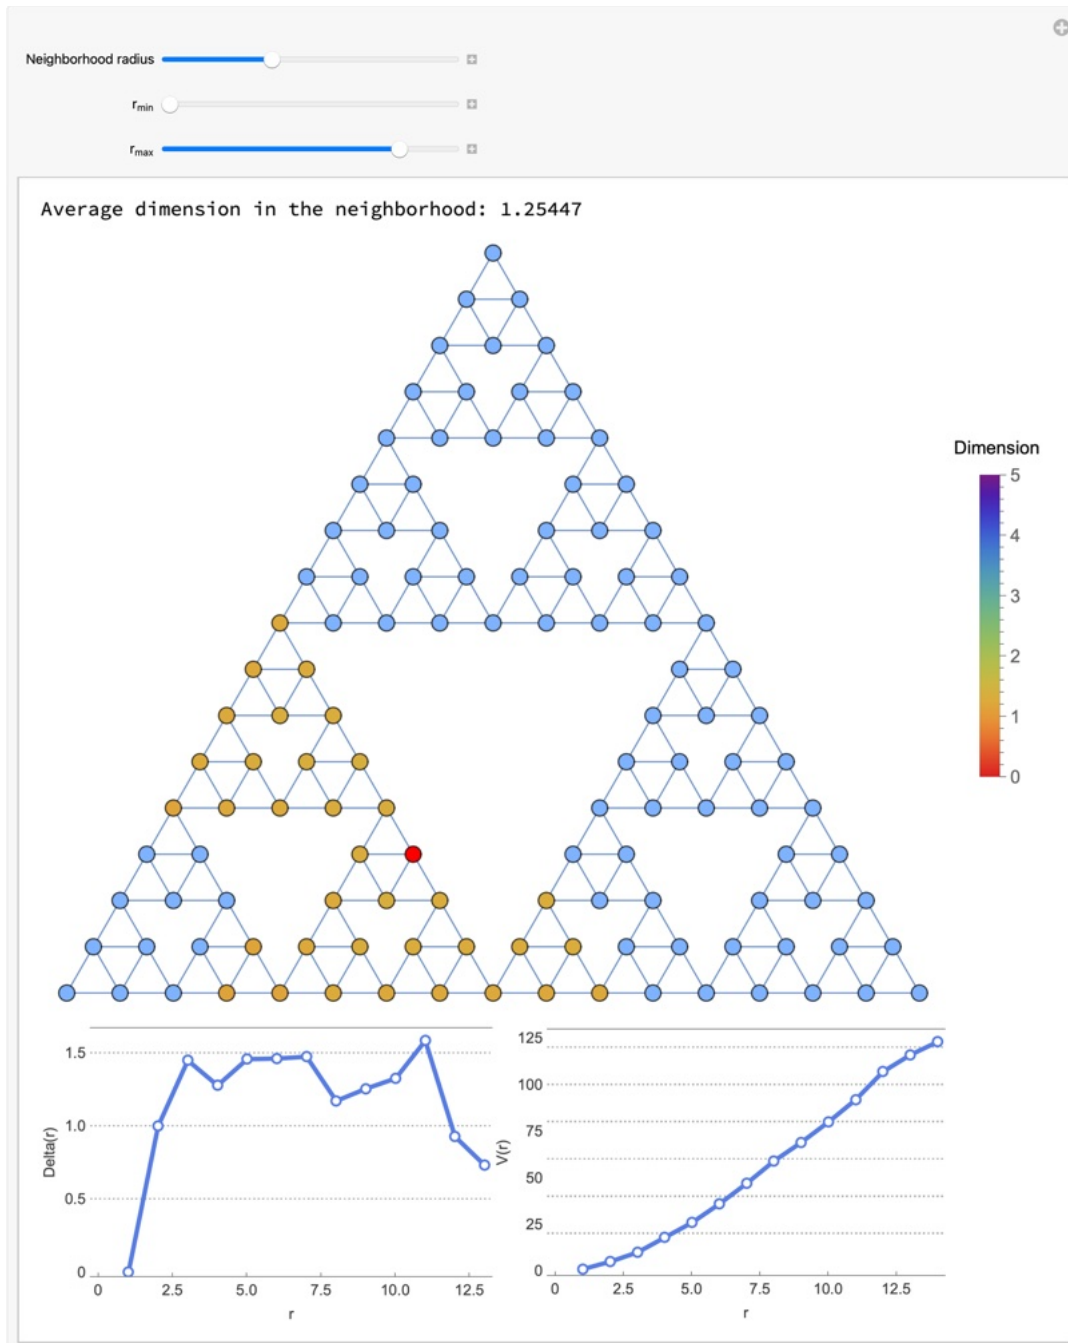 Neighborhood radius
rmin
rmax
Average dimension in the neighborhood: 1.25447
Dimension
5
4
3
2
1
0
1.5
1.0
0.5
0
Delta(r)
0 2.5 5.0 7.5 10.0 12.5
r
125
100
75
50
25
0
V(r)
0 2.5 5.0 7.5 10.0 12.5
r